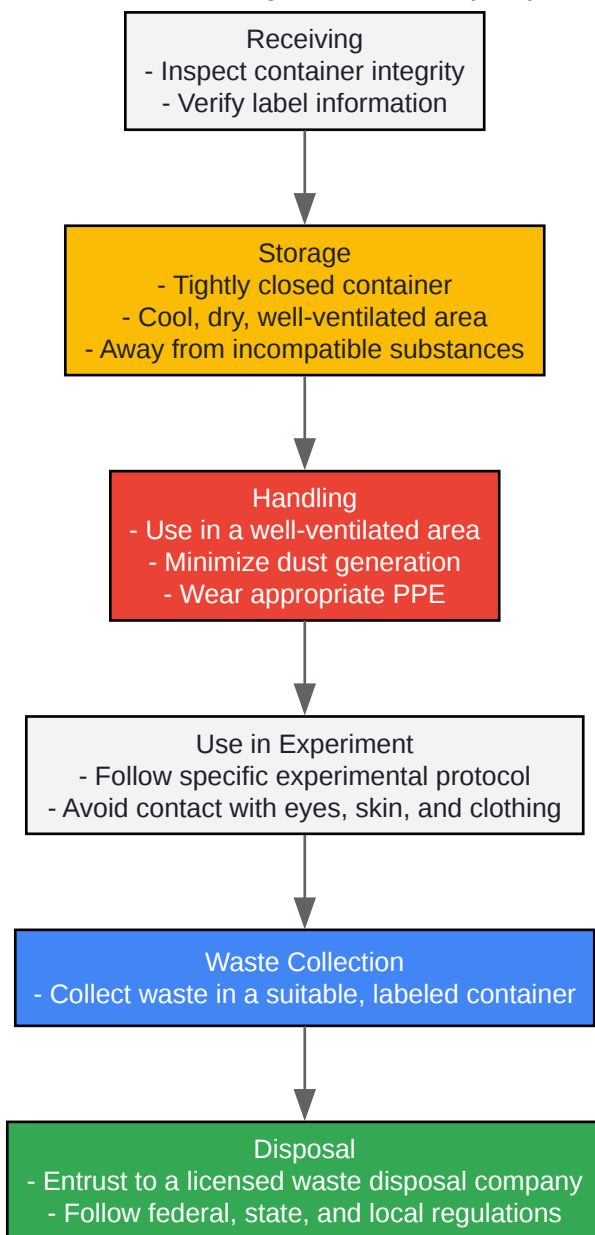 Receiving
- Inspect container integrity
- Verify label information
Storage
- Tightly closed container
- Cool, dry, well-ventilated area
- Away from incompatible substances
Handling
- Use in a well-ventilated area
- Minimize dust generation
- Wear appropriate PPE
Use in Experiment
- Follow specific experimental protocol
- Avoid contact with eyes, skin, and clothing
Waste Collection
- Collect waste in a suitable, labeled container
Disposal
- Entrust to a licensed waste disposal company
- Follow federal, state, and local regulations